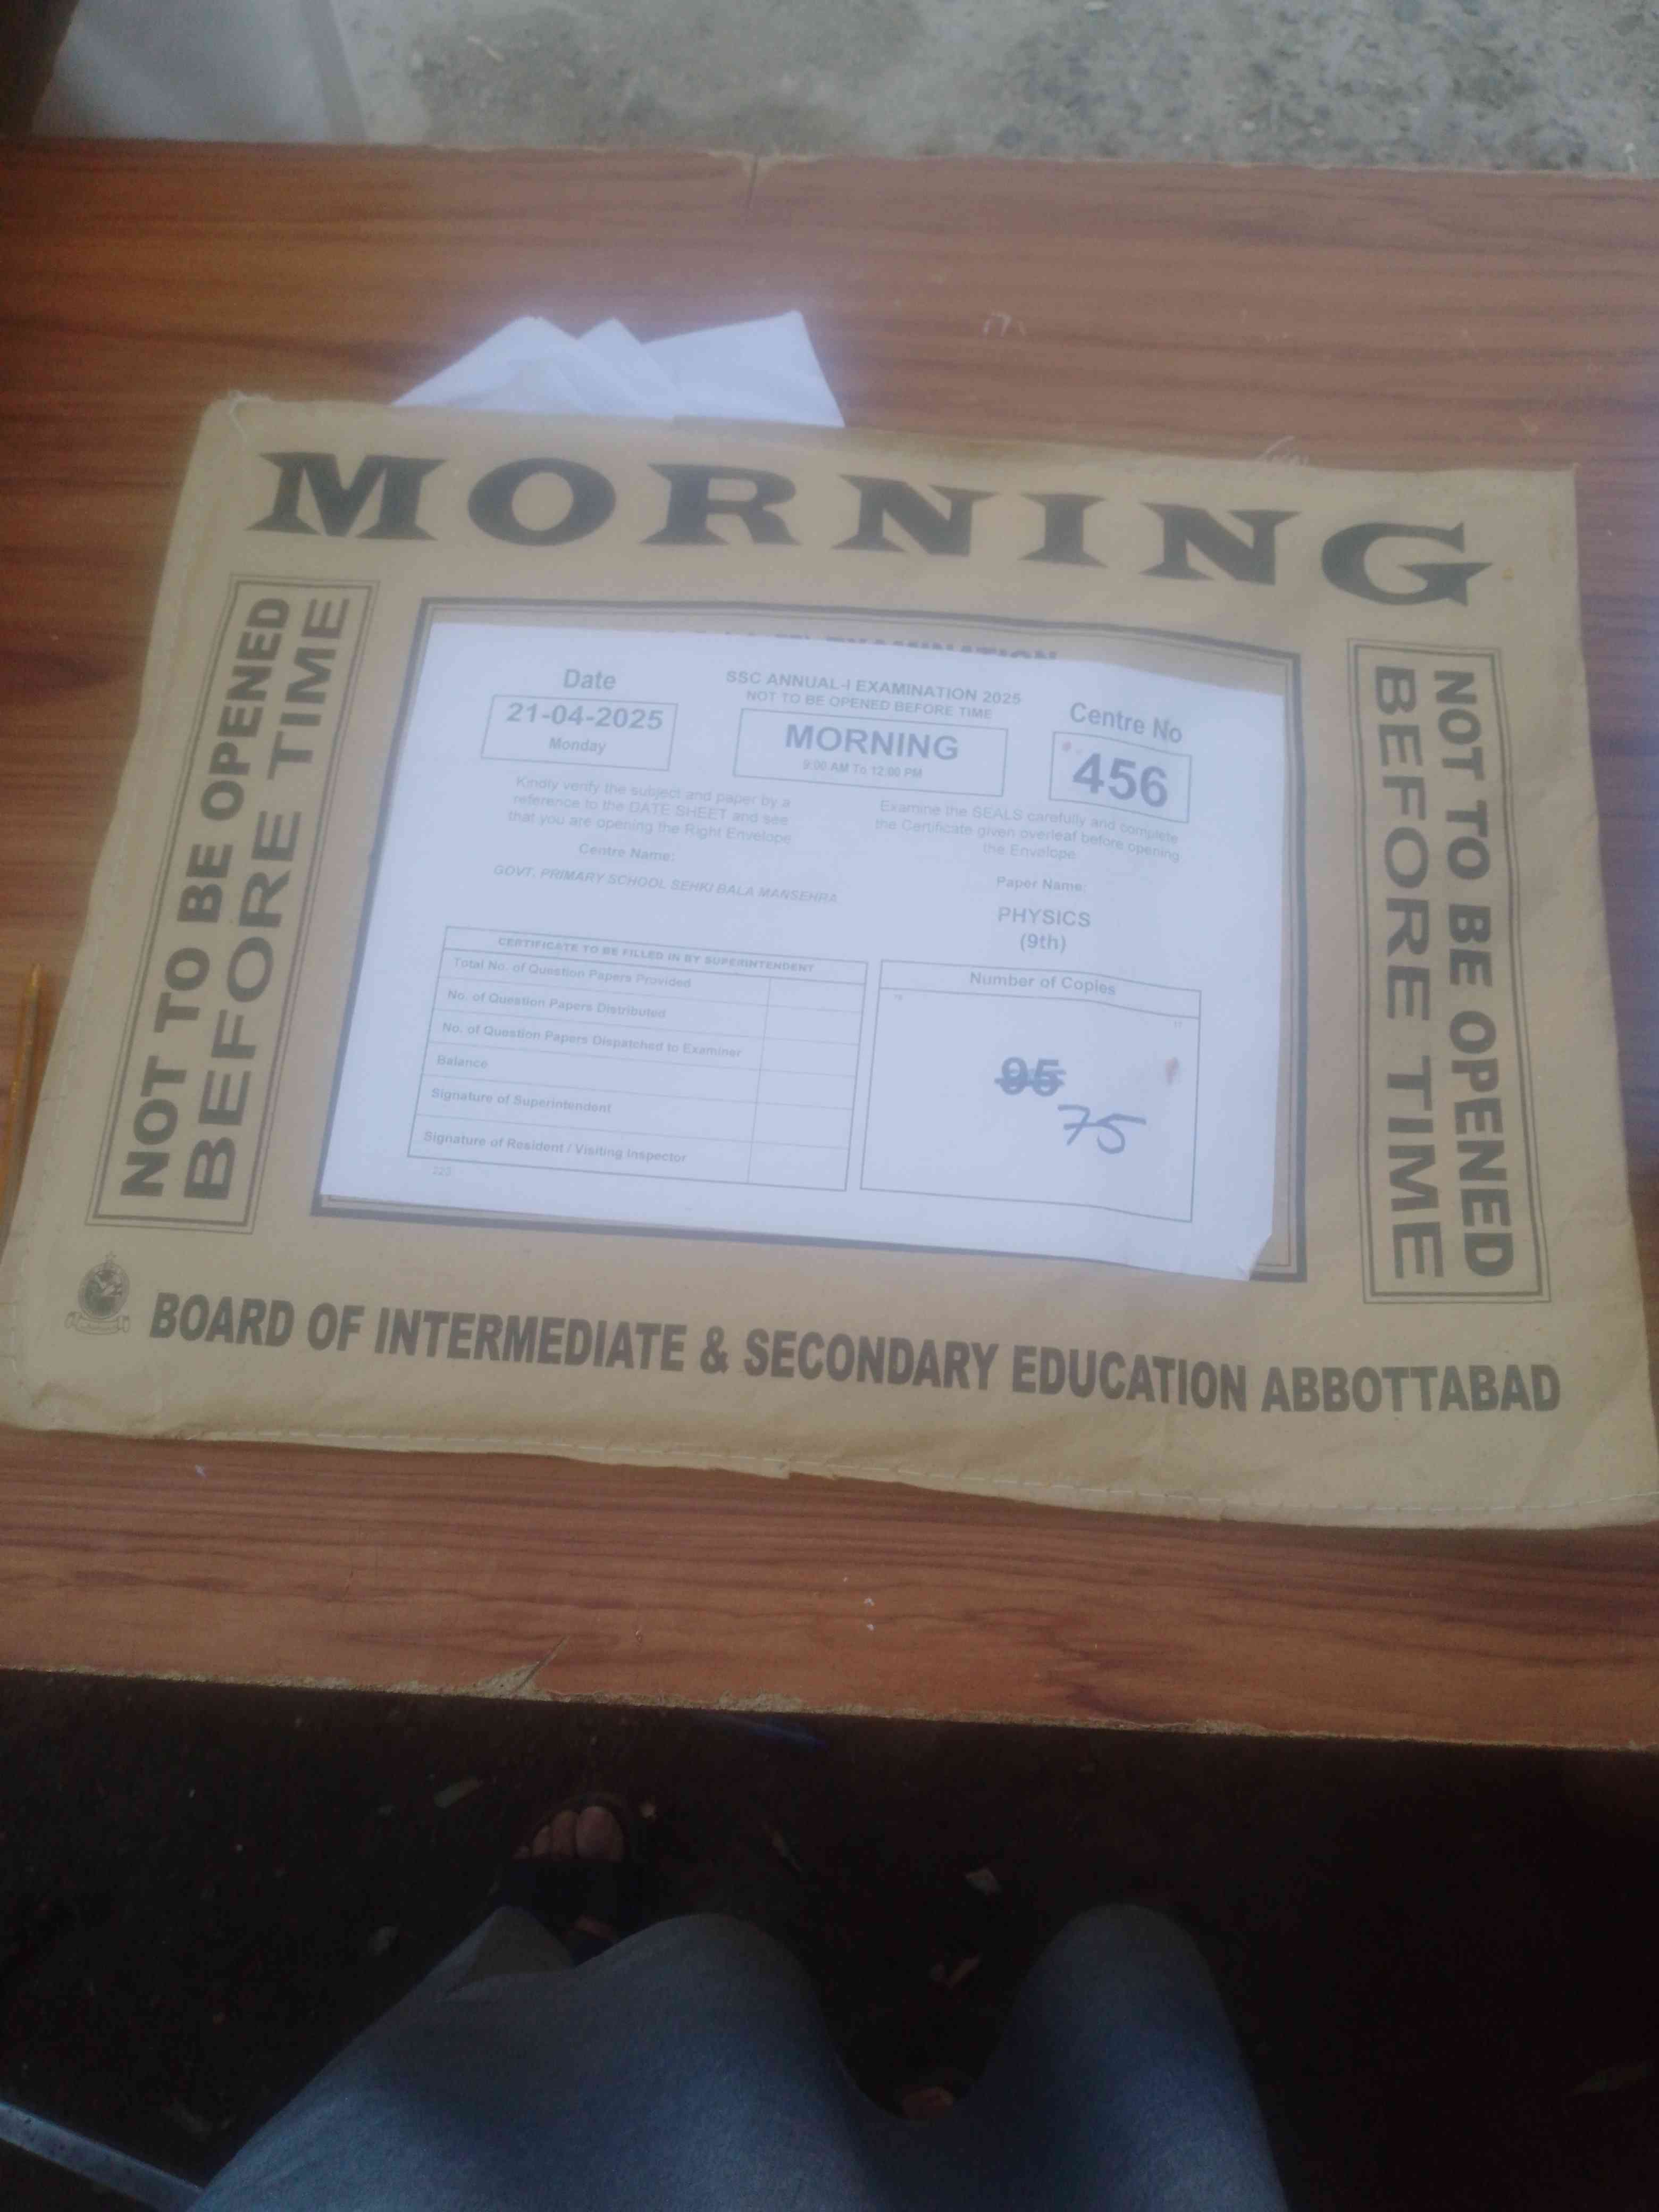 MORNING
NOT TO BE OPENED
BEFORE TIME
Date
21-04-2025
Monday
SSC ANNUAL-I EXAMINATION 2025
NOT TO BE OPENED BEFORE TIME
MORNING
9:00 AM To 12:00 PM
Centre No
456
Kindly verify the subject and paper by a
reference to the DATE SHEET and see
that you are opening the Right Envelope
Examine the SEALS carefully and complete
the Certificate given overleaf before opening
the Envelope
Centre Name:
GOVT. PRIMARY SCHOOL SEHKI BALA MANSEHRA
Paper Name:
PHYSICS
(9th)
CERTIFICATE TO BE FILLED IN BY SUPERINTENDENT
Total No. of Question Papers Provided
No. of Question Papers Distributed
No. of Question Papers Dispatched to Examiner
Balance
Signature of Superintendent
Signature of Resident / Visiting Inspector
Number of Copies
95
75
NOT TO BE OPENED
BEFORE TIME
BOARD OF INTERMEDIATE & SECONDARY EDUCATION ABBOTTABAD